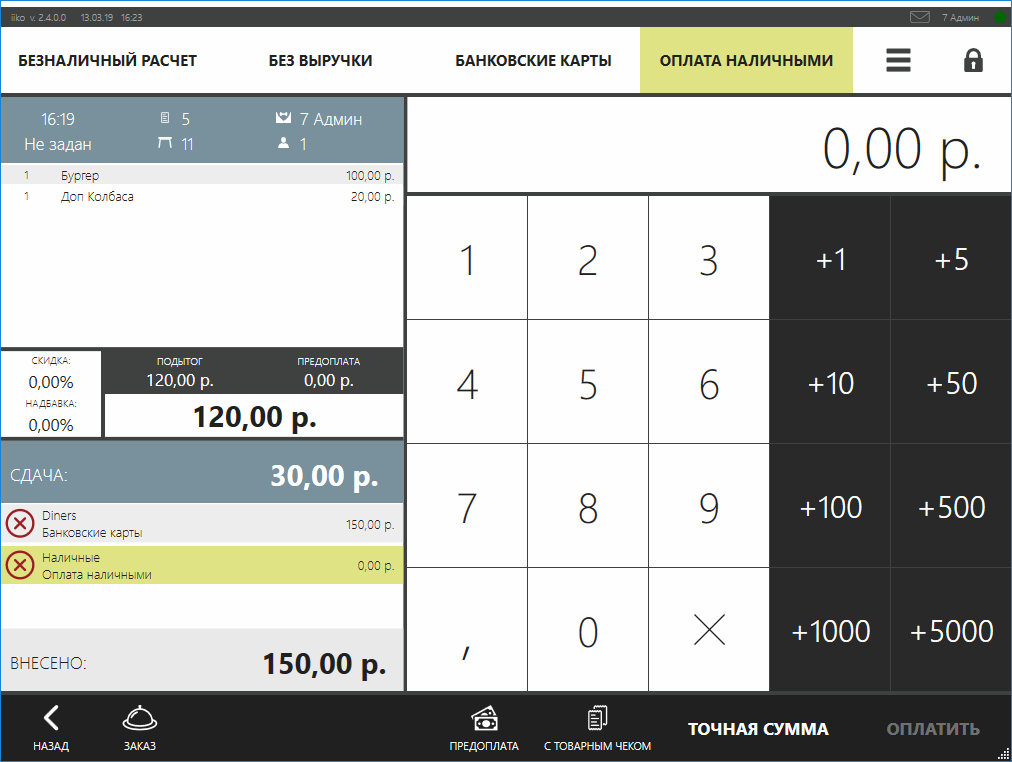 iiko v. 2.4.0.0 13.03.19 16:23 7 Админ
БЕЗНАЛИЧНЫЙ РАСЧЕТ БЕЗ ВЫРУЧКИ БАНКОВСКИЕ КАРТЫ ОПЛАТА НАЛИЧНЫМИ
16:19 5 7 Админ
Не задан 11 1
1 Бургер 100,00 р.
1 Доп Колбаса 20,00 р.
СКИДКА:
0,00%
НАДБАВКА:
0,00%
ПОДЫТОГ ПРЕДОПЛАТА
120,00 р. 0,00 р.
120,00 р.
СДАЧА: 30,00 р.
Diners
Банковские карты 150,00 р.
Наличные
Оплата наличными 0,00 р.
ВНЕСЕНО: 150,00 р.
0,00 р.
1 2 3 +1 +5
4 5 6 +10 +50
7 8 9 +100 +500
, 0 +1000 +5000
НАЗАД ЗАКАЗ ПРЕДОПЛАТА С ТОВАРНЫМ ЧЕКОМ ТОЧНАЯ СУММА ОПЛАТИТЬ